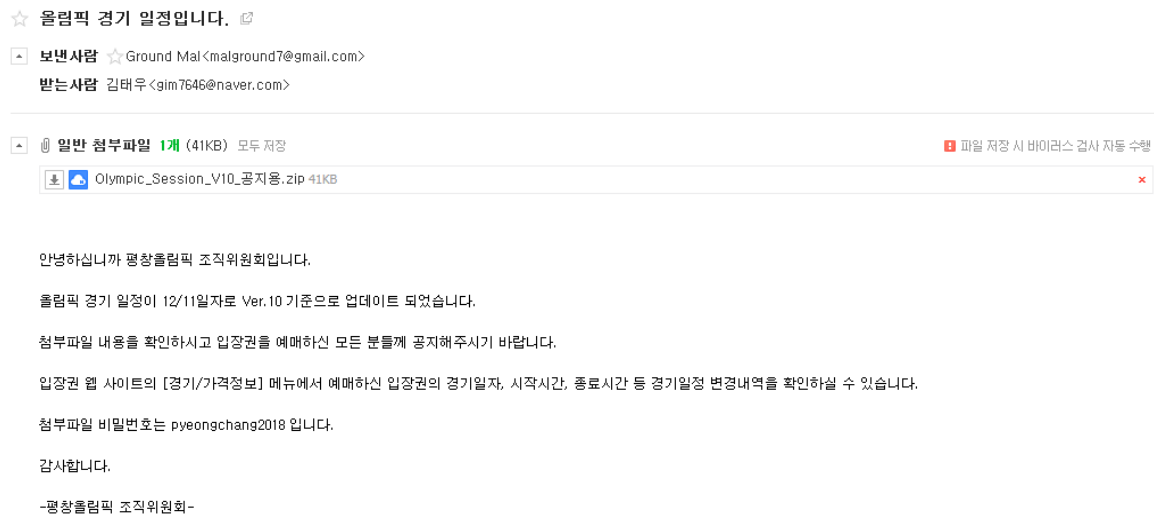 올림픽 경기 일정입니다.
보낸사람 Ground Mal<malground7@gmail.com>
받는사람 김태우<gim7646@naver.com>
일반 첨부파일 1개 (41KB) 모두 저장
파일 저장 시 바이러스 검사 자동 수행
Olympic_Session_V10_공지용.zip 41KB
안녕하십니까 평창올림픽 조직위원회입니다.
올림픽 경기 일정이 12/11일자로 Ver.10 기준으로 업데이트 되었습니다.
첨부파일 내용을 확인하시고 입장권을 예매하신 모든 분들께 공지해주시기 바랍니다.
입장권 웹 사이트의 [경기/가격정보] 메뉴에서 예매하신 입장권의 경기일자, 시작시간, 종료시간 등 경기일정 변경내역을 확인하실 수 있습니다.
첨부파일 비밀번호는 pyeongchang2018 입니다.
감사합니다.
-평창올림픽 조직위원회-